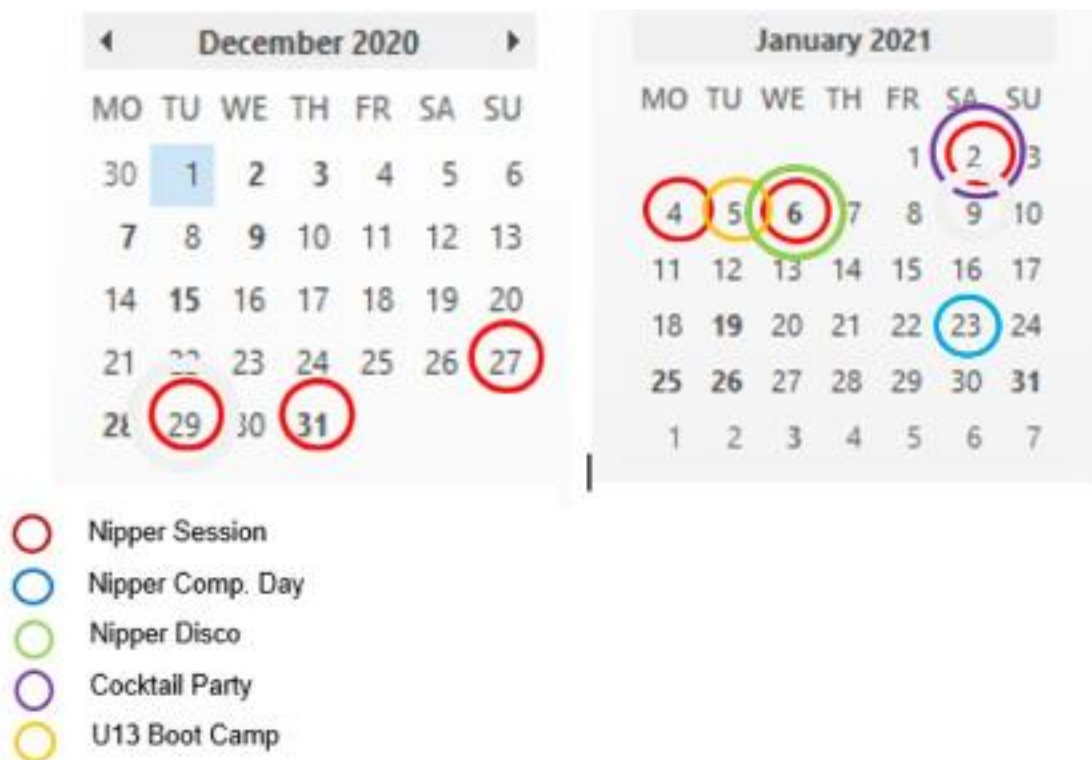 December 2020
MO TU WE TH FR SA SU
30 1 2 3 4 5 6
7 8 9 10 11 12 13
14 15 16 17 18 19 20
21 23 24 25 26 27
29 30 31
January 2021
MO TU WE TH FR SA SU
1 2 3
4 5 6 7 8 9 10
11 12 13 14 15 16 17
18 19 20 21 22 23 24
25 26 27 28 29 30 31
1 2 3 4 5 6 7
Nipper Session
Nipper Comp. Day
Nipper Disco
Cocktail Party
U13 Boot Camp